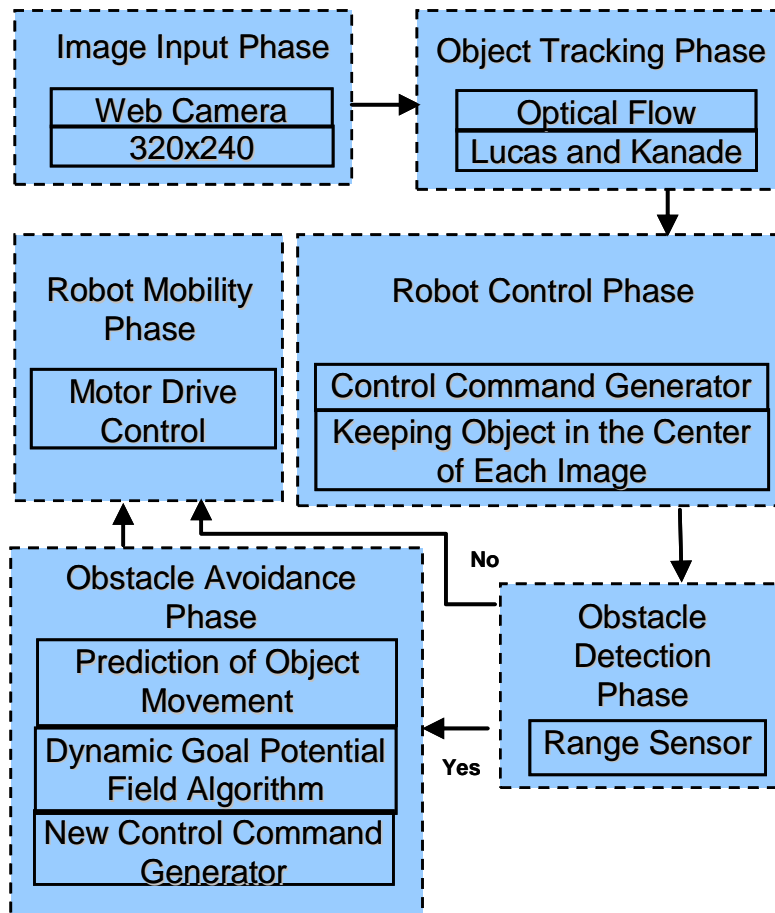 Image Input Phase
Web Camera
320x240
Object Tracking Phase
Optical Flow
Lucas and Kanade
Robot Mobility
Phase
Motor Drive
Control
Robot Control Phase
Control Command Generator
Keeping Object in the Center
of Each Image
No
Obstacle Avoidance
Phase
Prediction of Object
Movement
Dynamic Goal Potential
Field Algorithm
New Control Command
Generator
Yes
Obstacle
Detection
Phase
Range Sensor